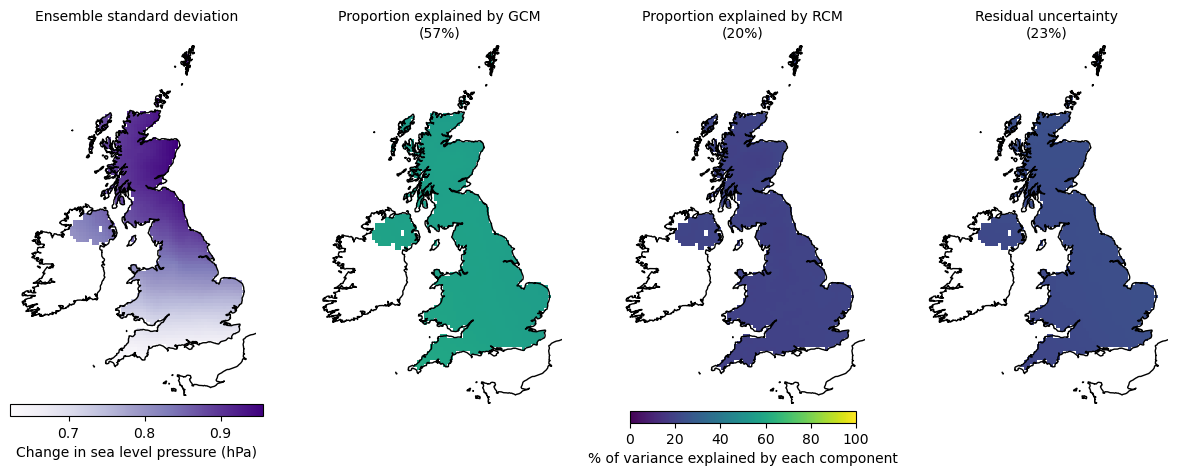 Ensemble standard deviation
Proportion explained by GCM
(57%)
Proportion explained by RCM
(20%)
Residual uncertainty
(23%)
0.7 0.8 0.9
Change in sea level pressure (hPa)
0 20 40 60 80 100
% of variance explained by each component